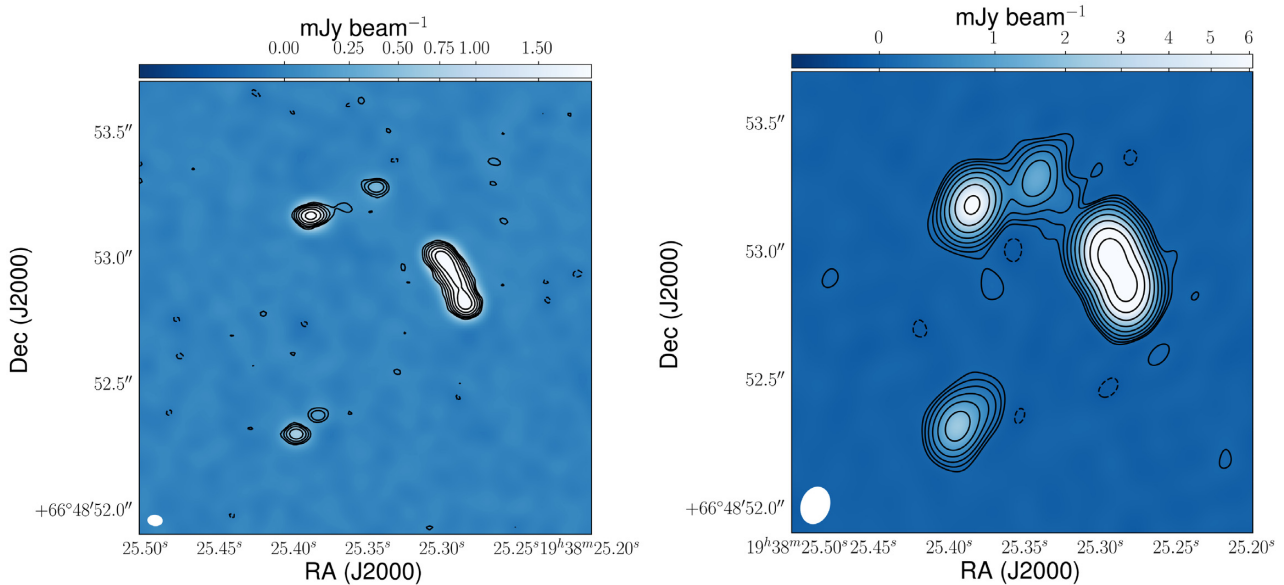 mJy beam⁻¹
0.00 0.25 0.50 0.75 1.00 1.50
53.5″
53.0″
52.5″
+66°48′52.0″
Dec (J2000)
25.50ˢ 25.45ˢ 25.40ˢ 25.35ˢ 25.30ˢ 25.25ˢ 19ʰ38ᵐ25.20ˢ
RA (J2000)
mJy beam⁻¹
0 1 2 3 4 5 6
53.5″
53.0″
52.5″
+66°48′52.0″
Dec (J2000)
19ʰ38ᵐ25.50ˢ 25.45ˢ 25.40ˢ 25.35ˢ 25.30ˢ 25.25ˢ 25.20ˢ
RA (J2000)